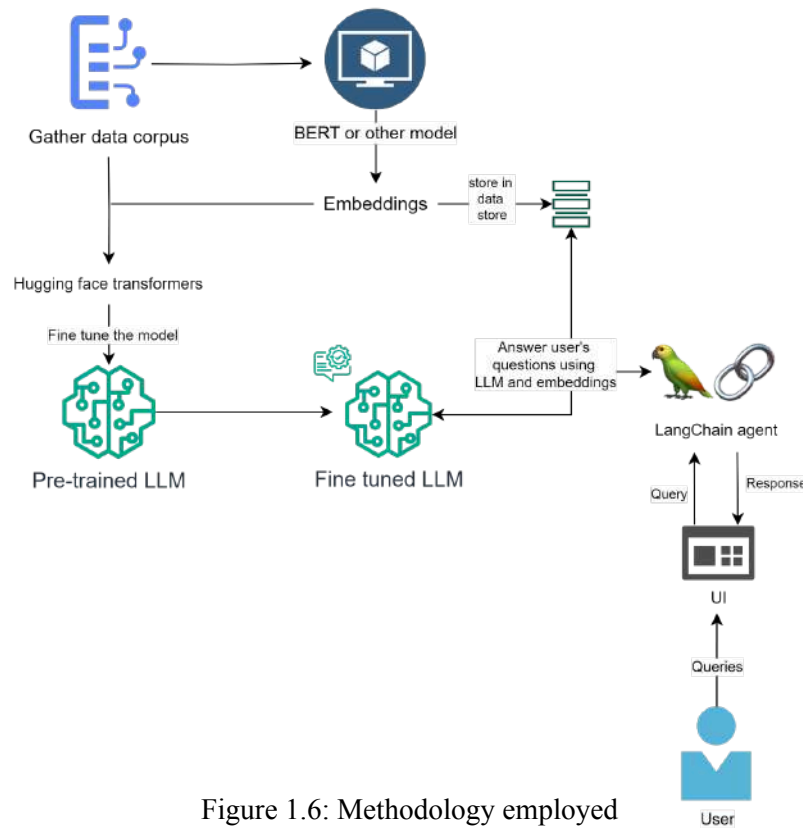 Gather data corpus
BERT or other model
Embeddings
store in
data
store
Hugging face transformers
Fine tune the model
Answer user's
questions using
LLM and embeddings
LangChain agent
Pre-trained LLM
Fine tuned LLM
Query
Response
UI
Queries
User
Figure 1.6: Methodology employed